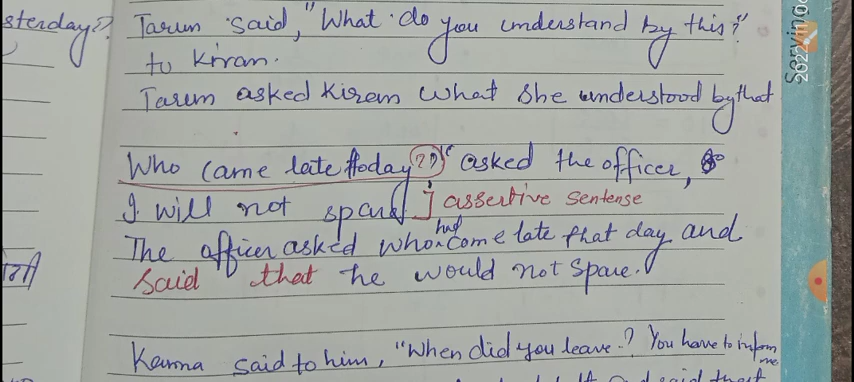 sterday?
Tarun said, "What do you understand by this?"
to Kiran.
Tarun asked Kiran what she understood by that
Who came late today?" asked the officer,
I will not spare ] assertive sentence
The officer asked who had come late that day and
said that he would not spare.
Karna said to him, "When did you leave? You have to inform me